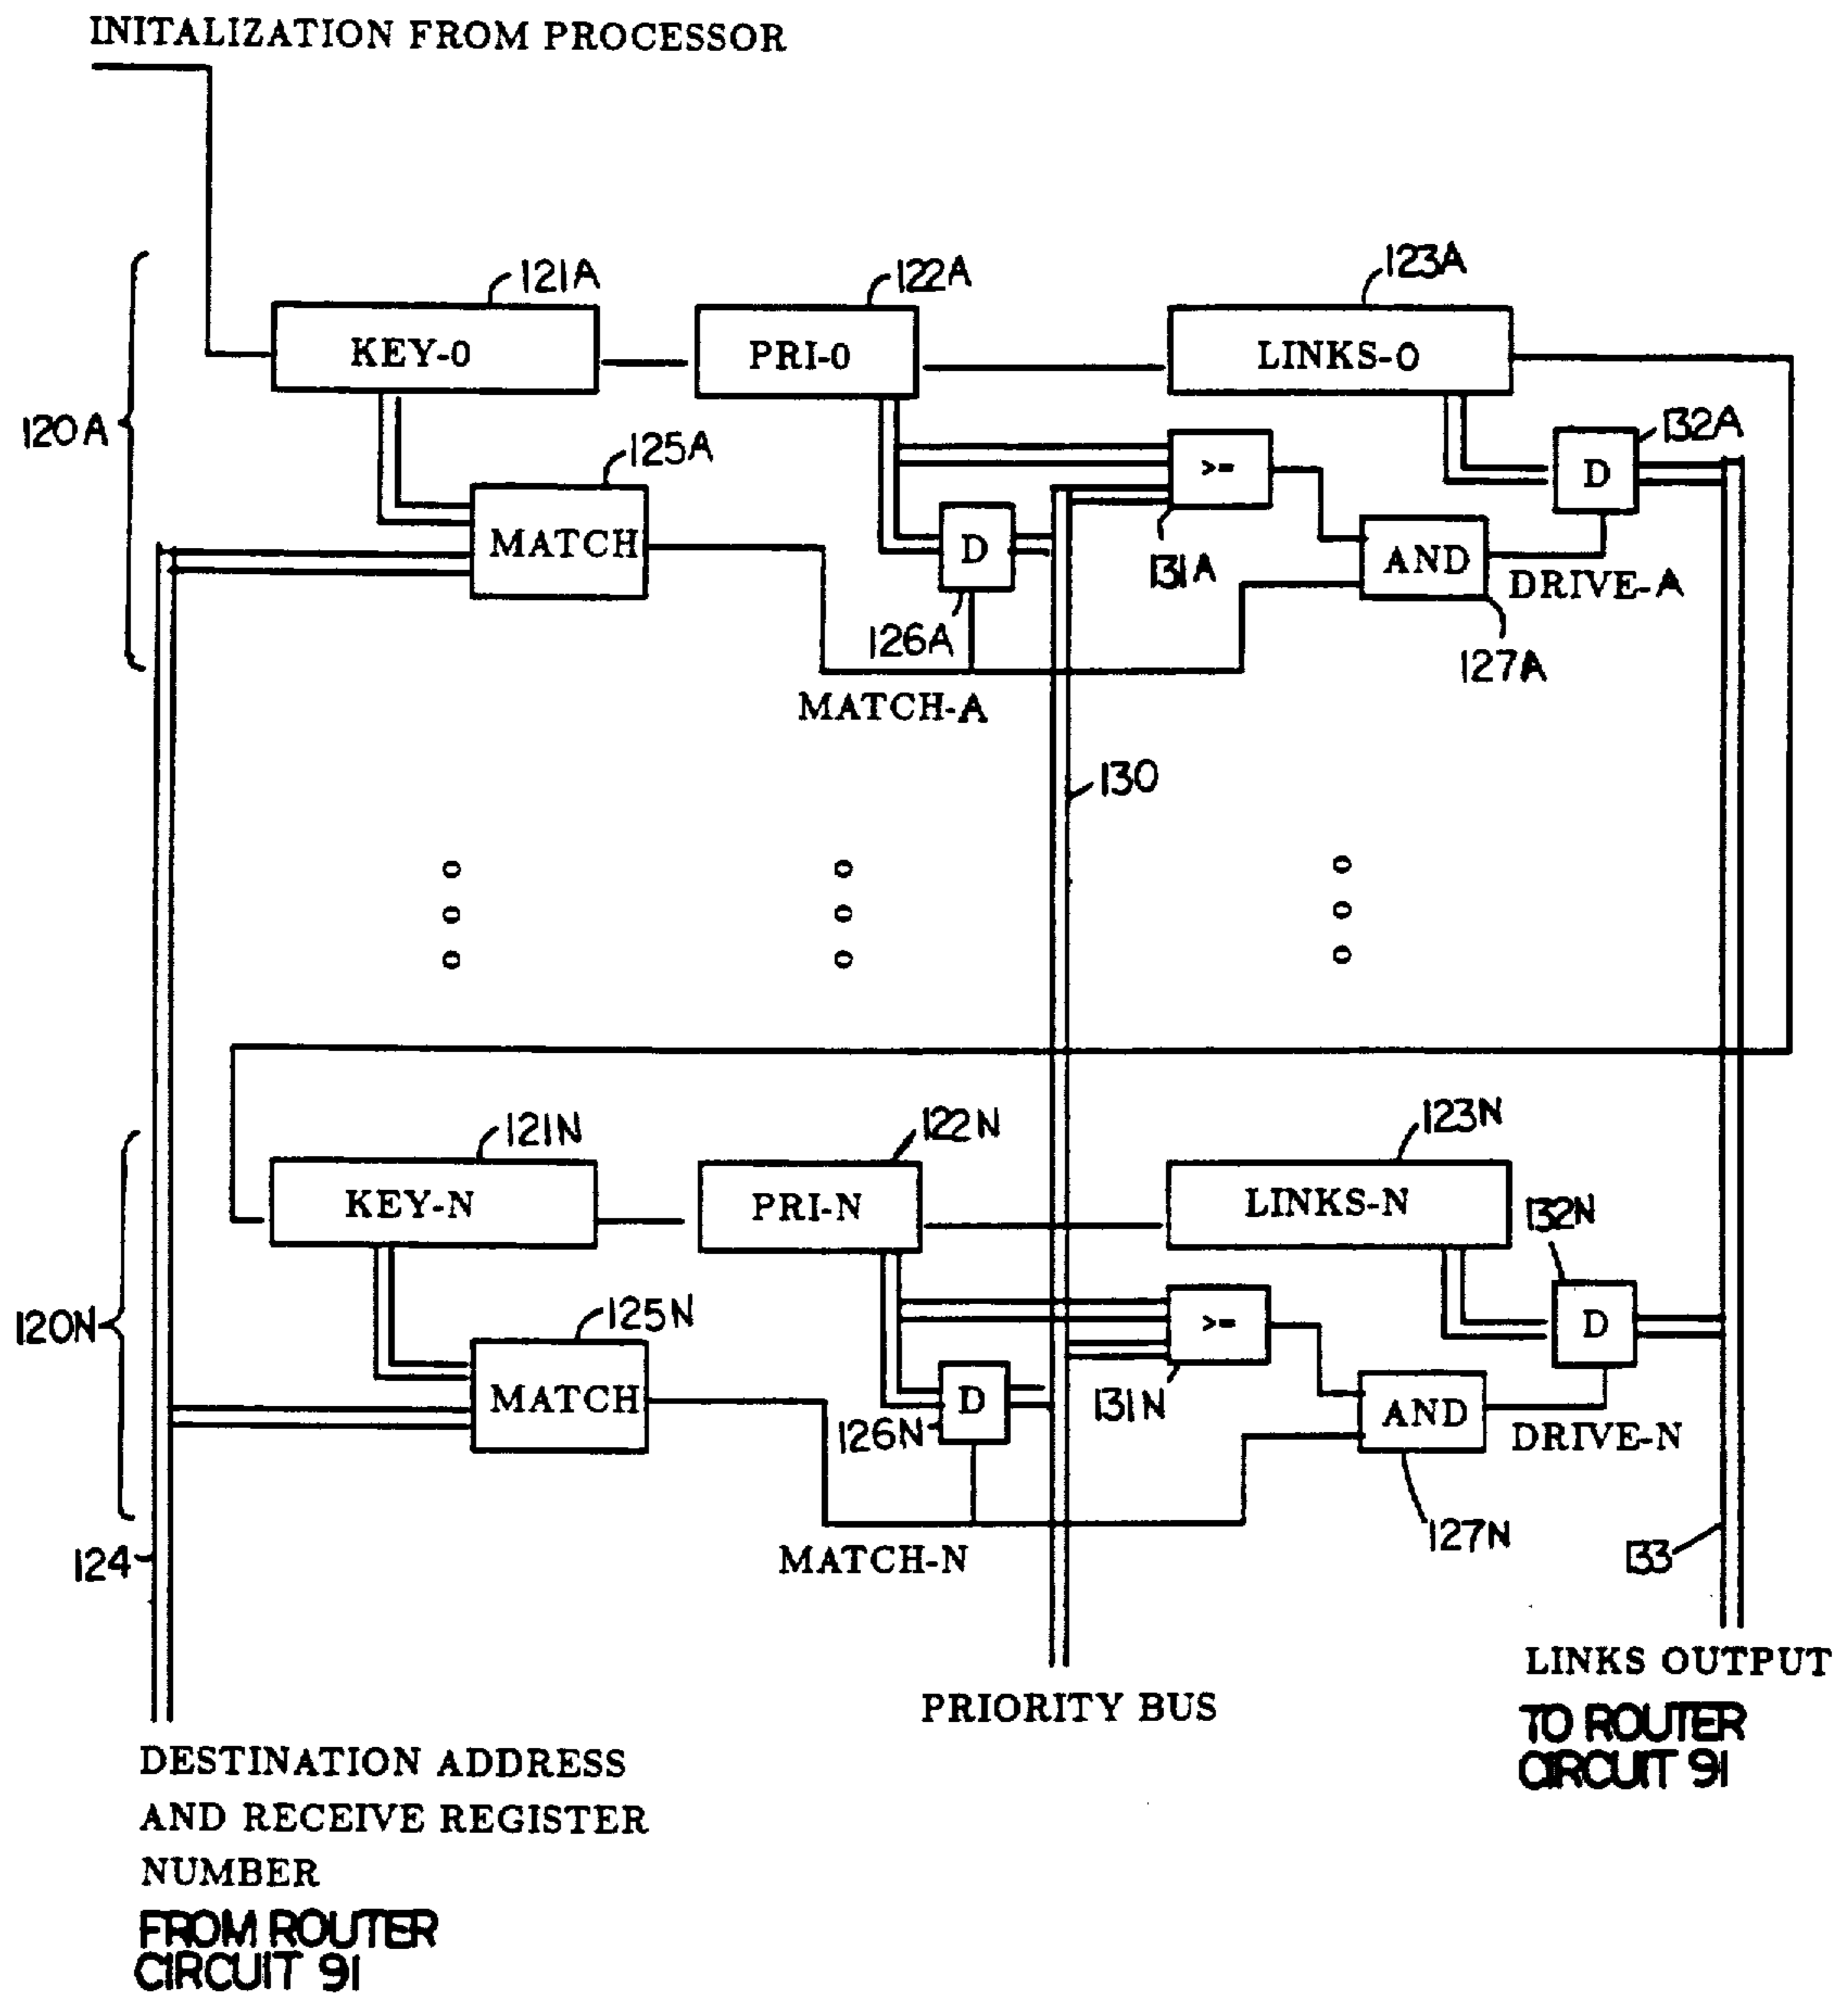 INITALIZATION FROM PROCESSOR
121A
122A
123A
KEY-0
PRI-0
LINKS-0
120A
125A
132A
>=
D
MATCH
D
131A
AND
DRIVE-A
126A
127A
MATCH-A
130
121N
122N
123N
KEY-N
PRI-N
LINKS-N
132N
120N
125N
>=
D
MATCH
D
131N
AND
126N
DRIVE-N
127N
124
MATCH-N
133
LINKS OUTPUT
PRIORITY BUS
TO ROUTER
CIRCUIT 91
DESTINATION ADDRESS
AND RECEIVE REGISTER
NUMBER
FROM ROUTER
CIRCUIT 91